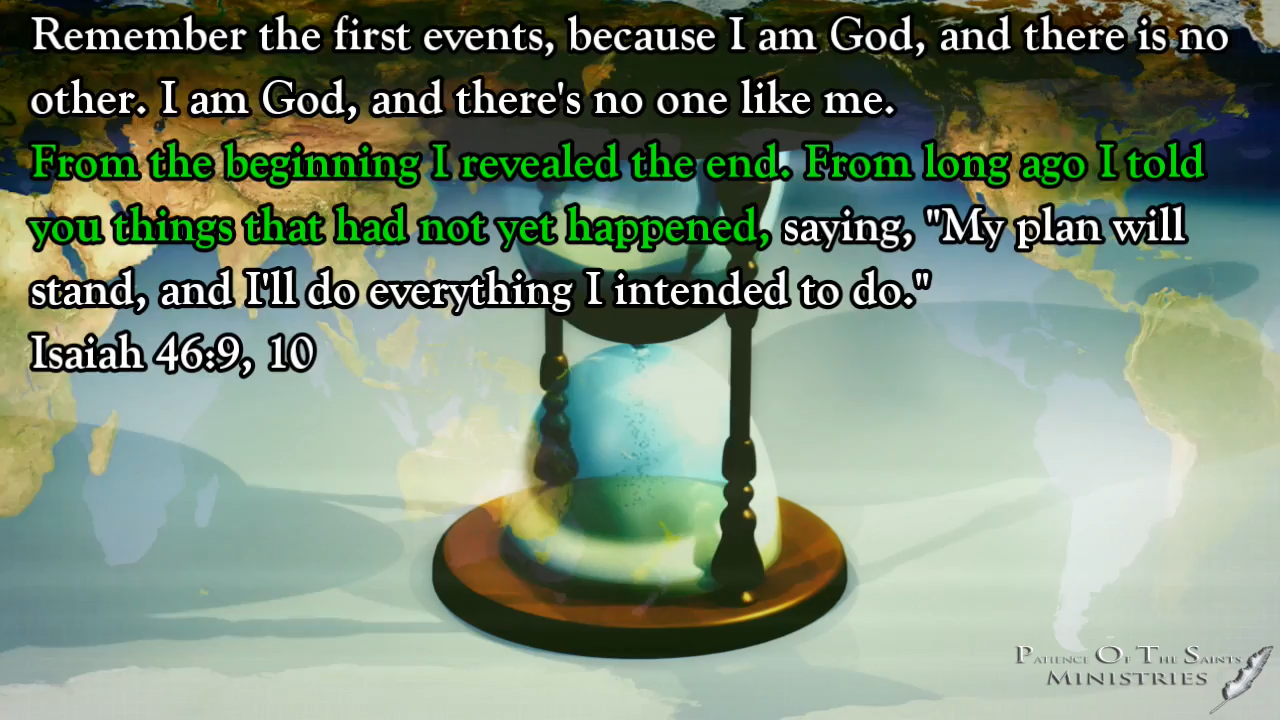 Remember the first events, because I am God, and there is no
other. I am God, and there's no one like me.
From the beginning I revealed the end. From long ago I told
you things that had not yet happened, saying, "My plan will
stand, and I'll do everything I intended to do."
Isaiah 46:9, 10
Patience Of The Saints
Ministries